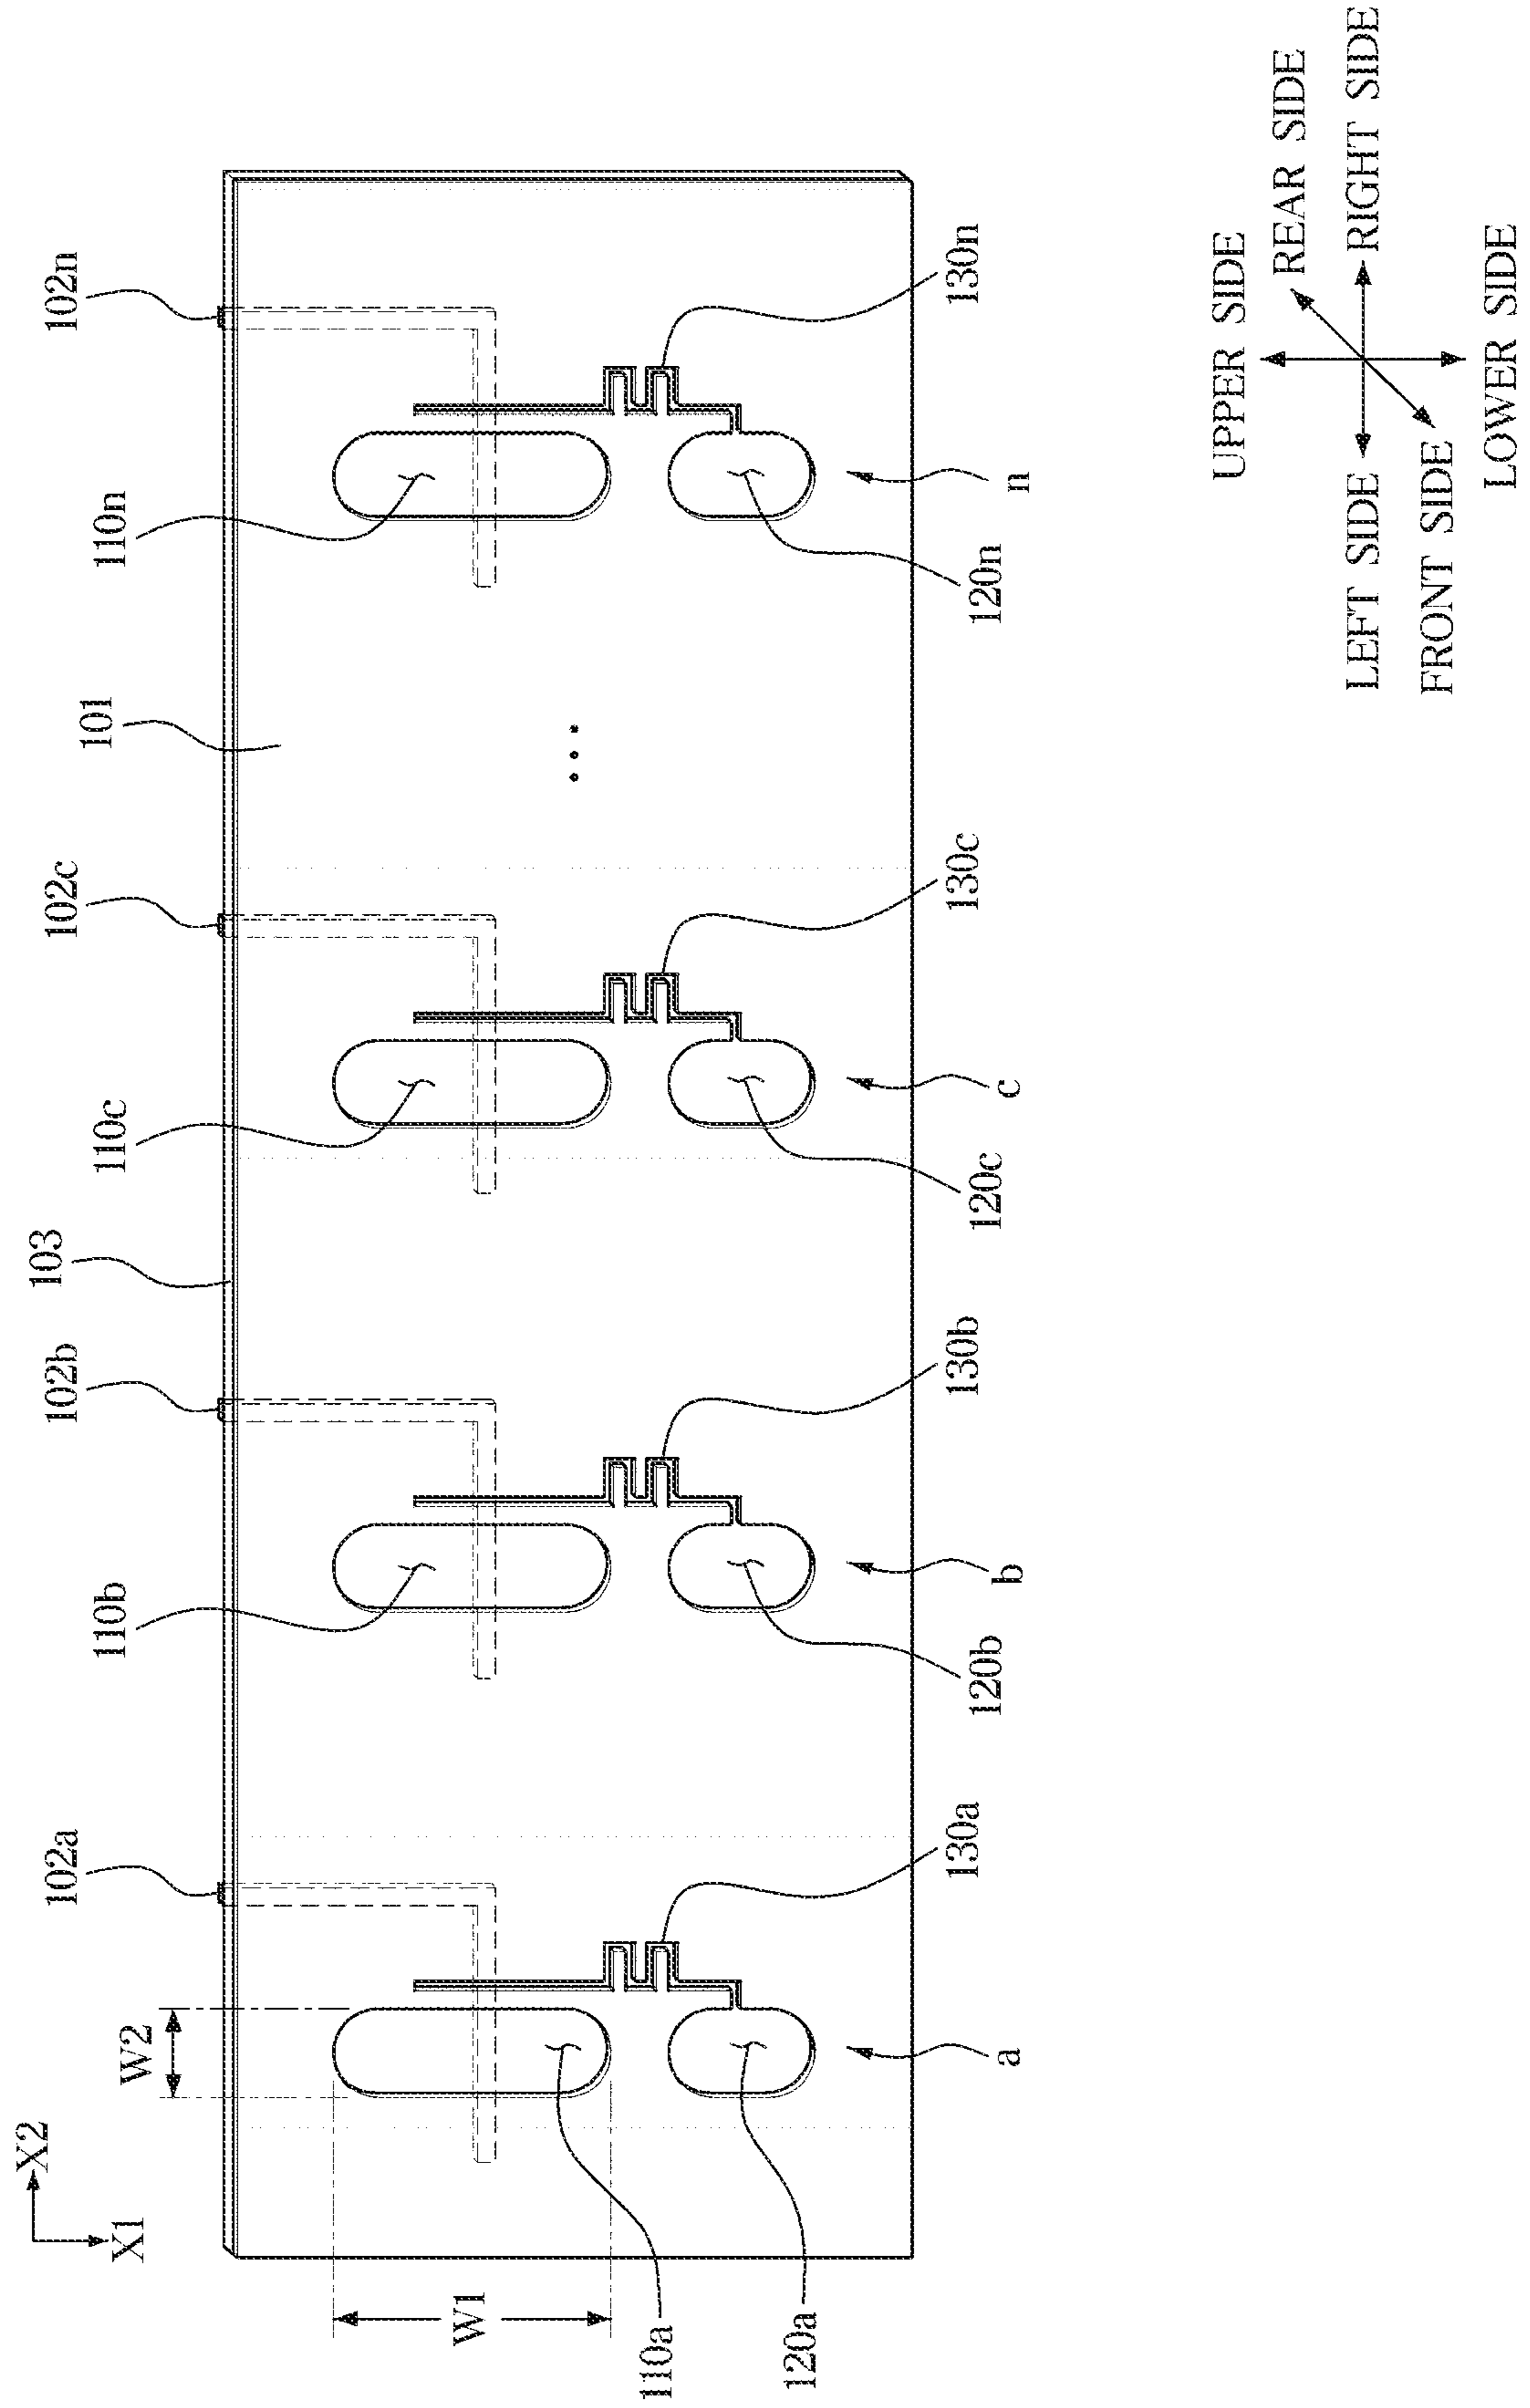 X2
X1
W2
W1
102a
102b
103
102c
101
102n
110a
110b
110c
110n
120a
130a
120b
130b
120c
130c
120n
130n
a
b
c
n
UPPER SIDE
REAR SIDE
LEFT SIDE
RIGHT SIDE
FRONT SIDE
LOWER SIDE